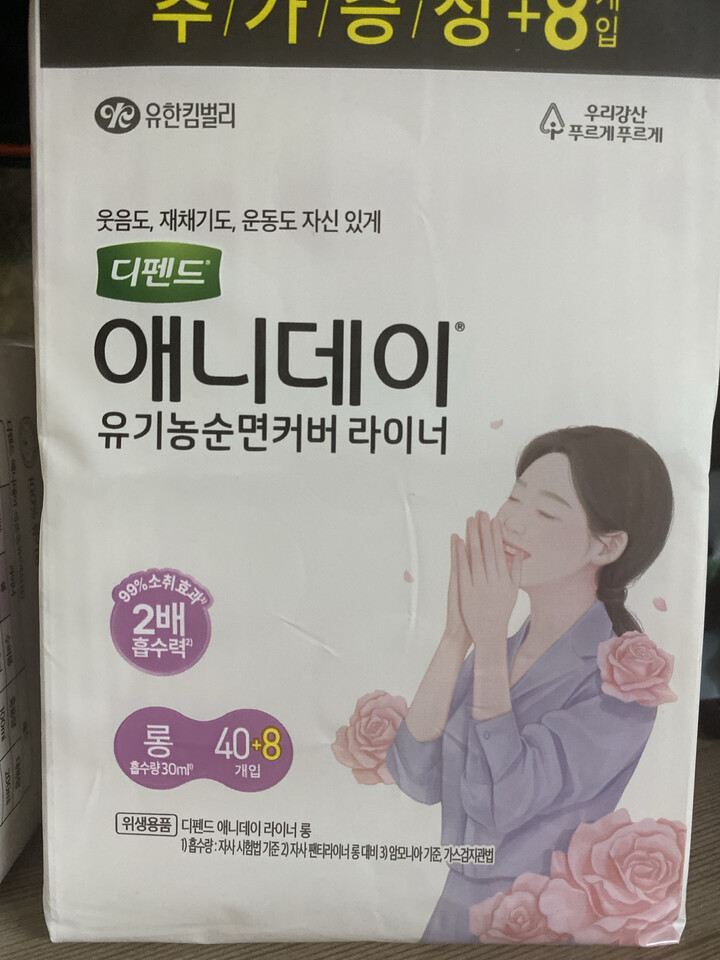 추/가/증/정+8개입
유한킴벌리
우리강산
푸르게 푸르게
웃음도, 재채기도, 운동도 자신 있게
디펜드®
애니데이®
유기농순면커버 라이너
99% 소취 효과³⁾
2배
흡수력²⁾
롱
흡수량 30ml¹⁾
40+8
개입
위생용품 디펜드 애니데이 라이너 롱
1) 흡수량 : 자사 시험법 기준 2) 자사 팬티라이너 롱 대비 3) 암모니아 기준, 가스검지관법